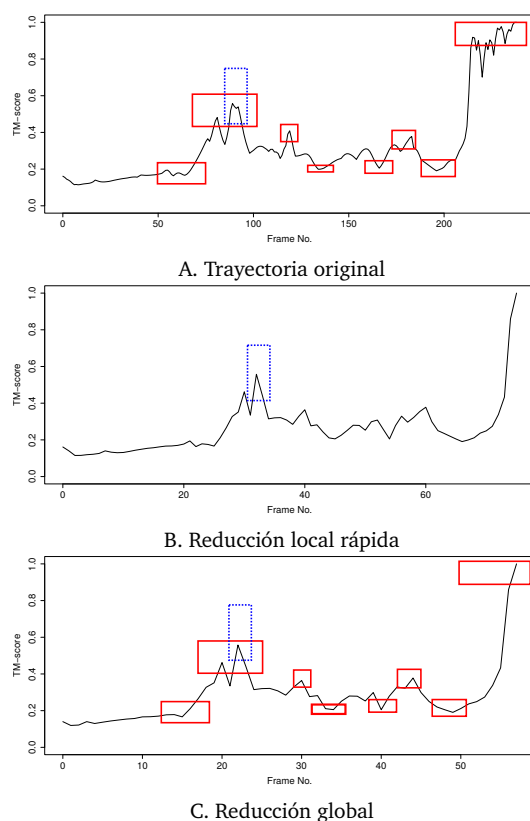 TM−score
0.0 0.2 0.4 0.6 0.8 1.0
0 50 100 150 200
Frame No.
A. Trayectoria original
TM−score
0.0 0.2 0.4 0.6 0.8 1.0
0 20 40 60
Frame No.
B. Reducción local rápida
TM−score
0.0 0.2 0.4 0.6 0.8 1.0
0 10 20 30 40 50
Frame No.
C. Reducción global